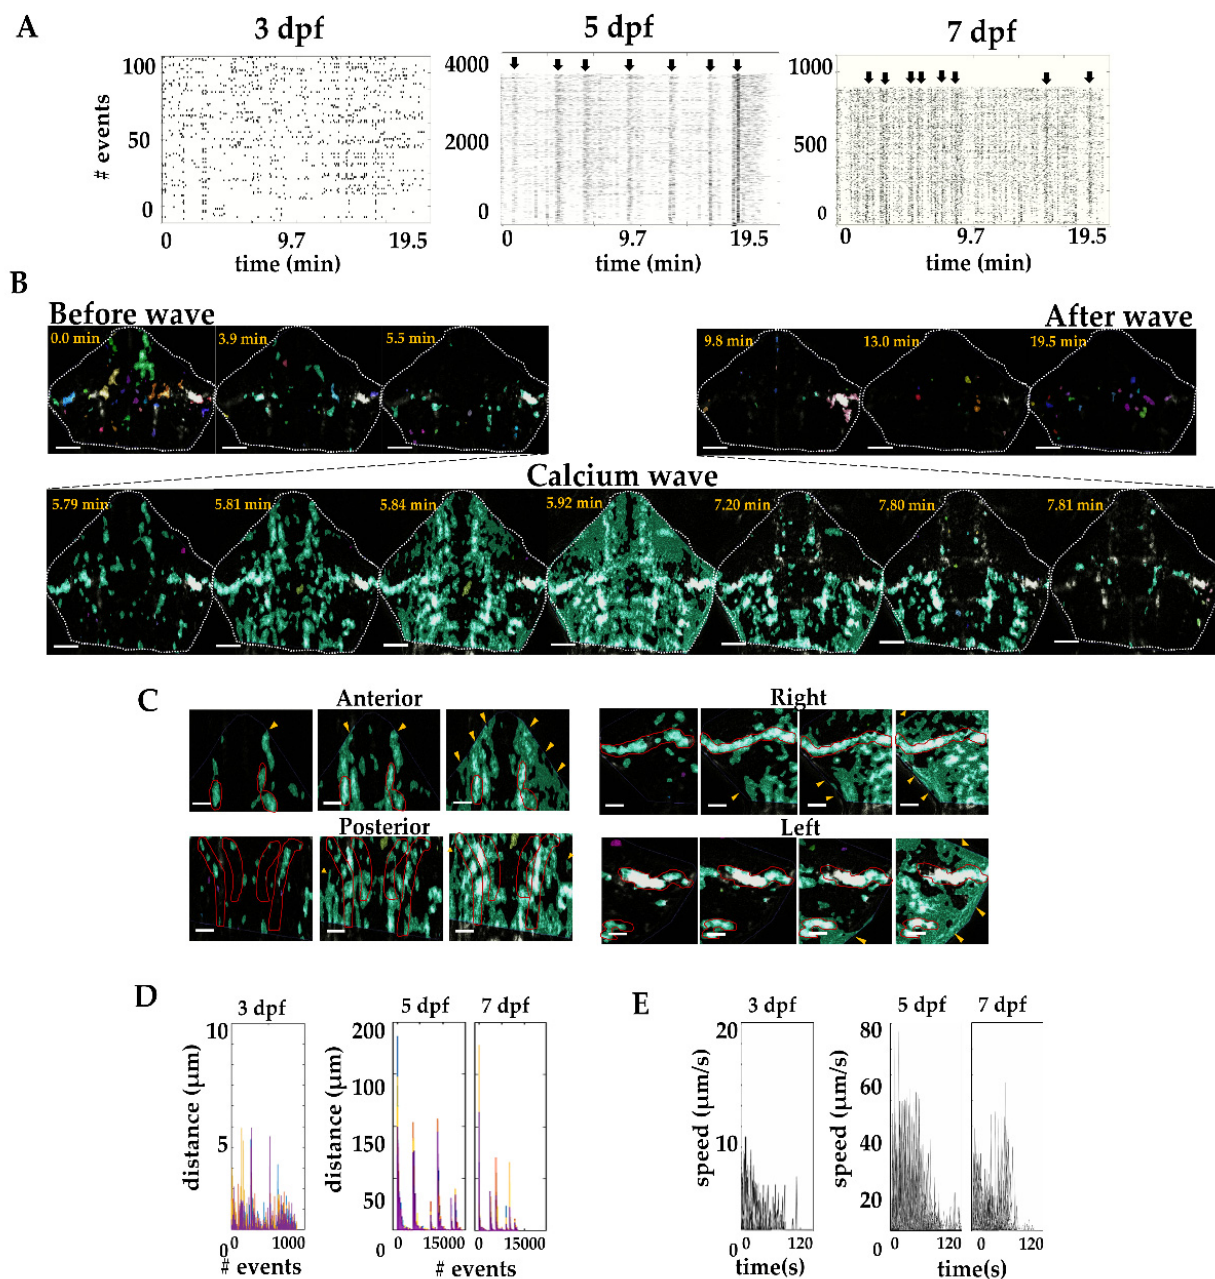 A
3 dpf
5 dpf
7 dpf
# events
100
50
0
4000
2000
0
1000
500
0
0 9.7 19.5
time (min)
0 9.7 19.5
time (min)
0 9.7 19.5
time (min)
B
Before wave
After wave
0.0 min
3.9 min
5.5 min
9.8 min
13.0 min
19.5 min
Calcium wave
5.79 min
5.81 min
5.84 min
5.92 min
7.20 min
7.80 min
7.81 min
C
Anterior
Right
Posterior
Left
D
3 dpf
5 dpf
7 dpf
distance (μm)
10
5
0
0 1000
# events
distance (μm)
200
100
150
50
0
0 15000
0 15000
# events
E
3 dpf
5 dpf
7 dpf
speed (μm/s)
20
10
0
0 120
time(s)
speed (μm/s)
80
60
40
20
0
0 120
0 120
time(s)